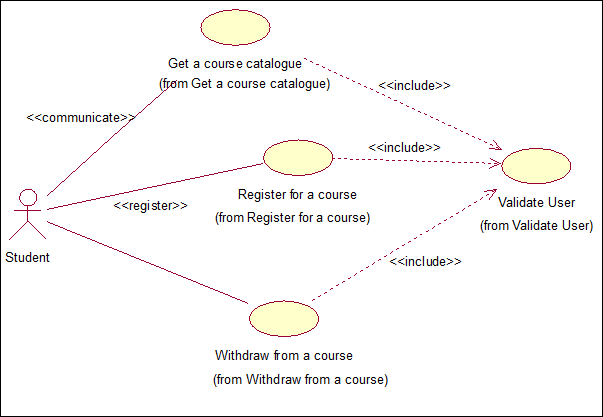 Get a course catalogue
(from Get a course catalogue)
<<include>>
<<communicate>>
<<include>>
Register for a course
(from Register for a course)
<<register>>
Validate User
(from Validate User)
Student
<<include>>
Withdraw from a course
(from Withdraw from a course)